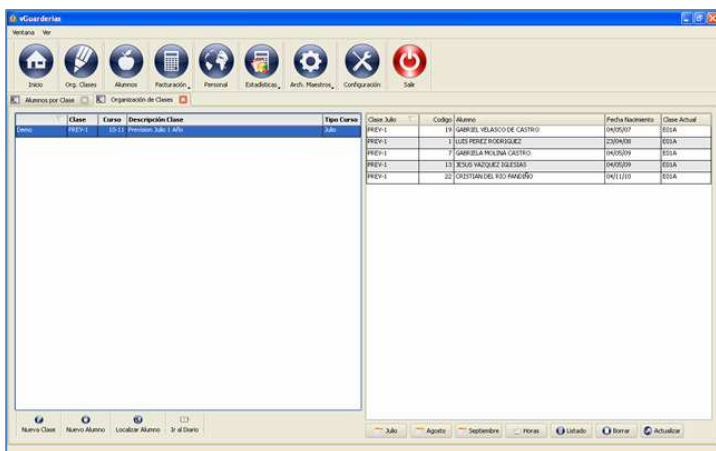 vGuarderias
Ventana Ver
Inicio Org. Clases Alumnos Facturación Personal Estadísticas Arch. Maestros Configuración Salir
Alumnos por Clase Organización de Clases
Clase Curso Descripción Clase Tipo Curso
Demo PREV-1 10-11 Prevision Julio 1 Año Julio
Nueva Clase Nuevo Alumno Localizar Alumno Ir al Diario
Clase Julio Codigo Alumno Fecha Nacimiento Clase Actual
PREV-1 19 GABRIEL VELASCO DE CASTRO 04/05/07 E01A
PREV-1 1 LUIS PEREZ RODRIGUEZ 23/04/08 E01A
PREV-1 7 GABRIELA MOLINA CASTRO 04/05/09 E01A
PREV-1 13 JESUS VAZQUEZ IGLESIAS 04/05/09 E01A
PREV-1 22 CRISTIAN DEL RIO PANDIÑO 04/11/10 E01A
Julio Agosto Septiembre Horas Listado Borrar Actualizar